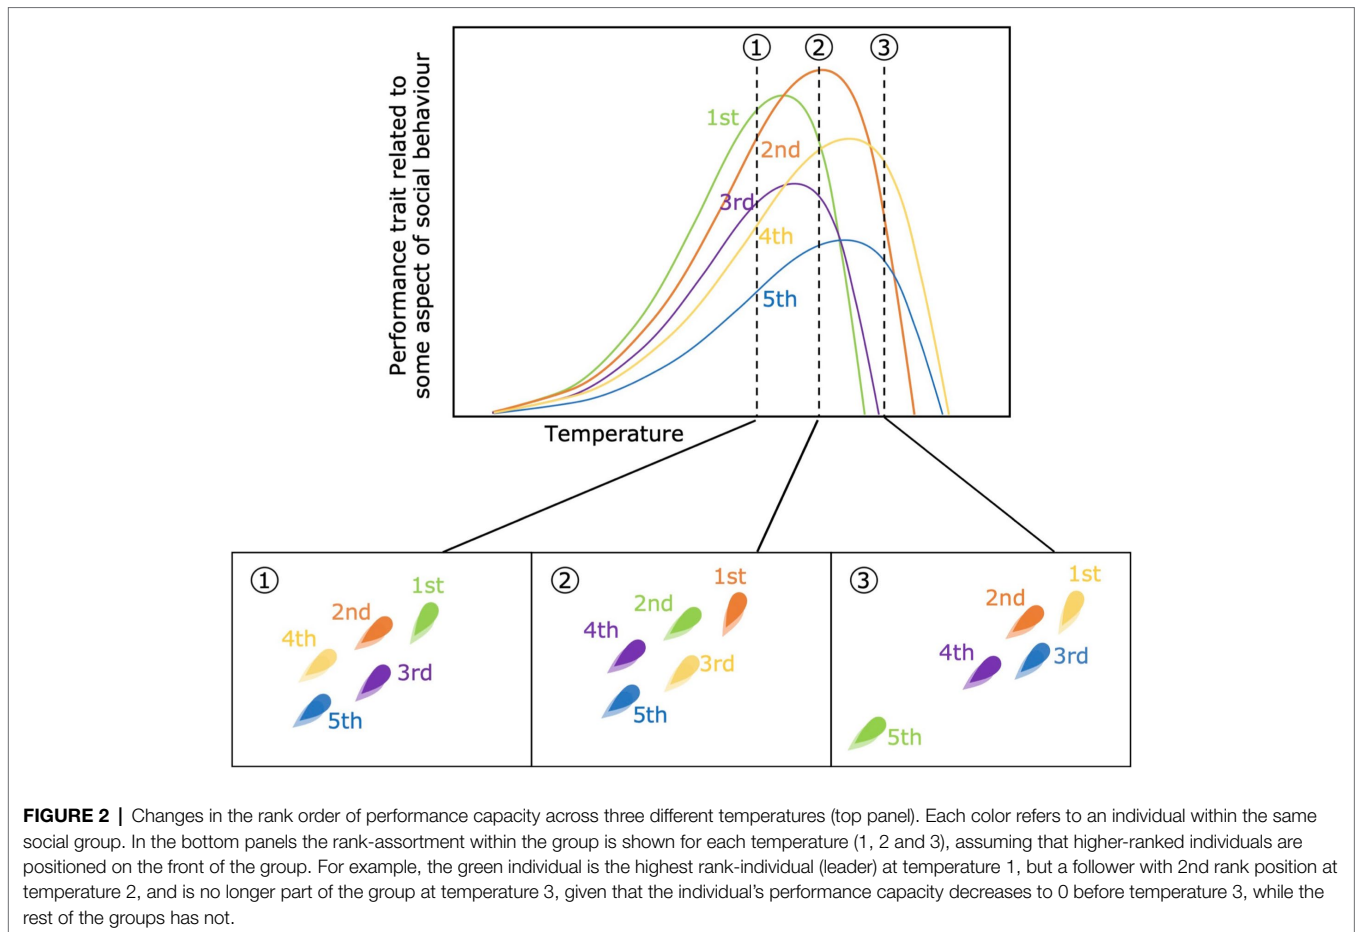 Performance trait related to
some aspect of social behaviour
① ② ③
1st
2nd
3rd
4th
5th
Temperature
①
1st
2nd
4th
3rd
5th
②
1st
2nd
4th
3rd
5th
③
1st
2nd
4th
3rd
5th
FIGURE 2 | Changes in the rank order of performance capacity across three different temperatures (top panel). Each color refers to an individual within the same
social group. In the bottom panels the rank-assortment within the group is shown for each temperature (1, 2 and 3), assuming that higher-ranked individuals are
positioned on the front of the group. For example, the green individual is the highest rank-individual (leader) at temperature 1, but a follower with 2nd rank position at
temperature 2, and is no longer part of the group at temperature 3, given that the individual's performance capacity decreases to 0 before temperature 3, while the
rest of the groups has not.